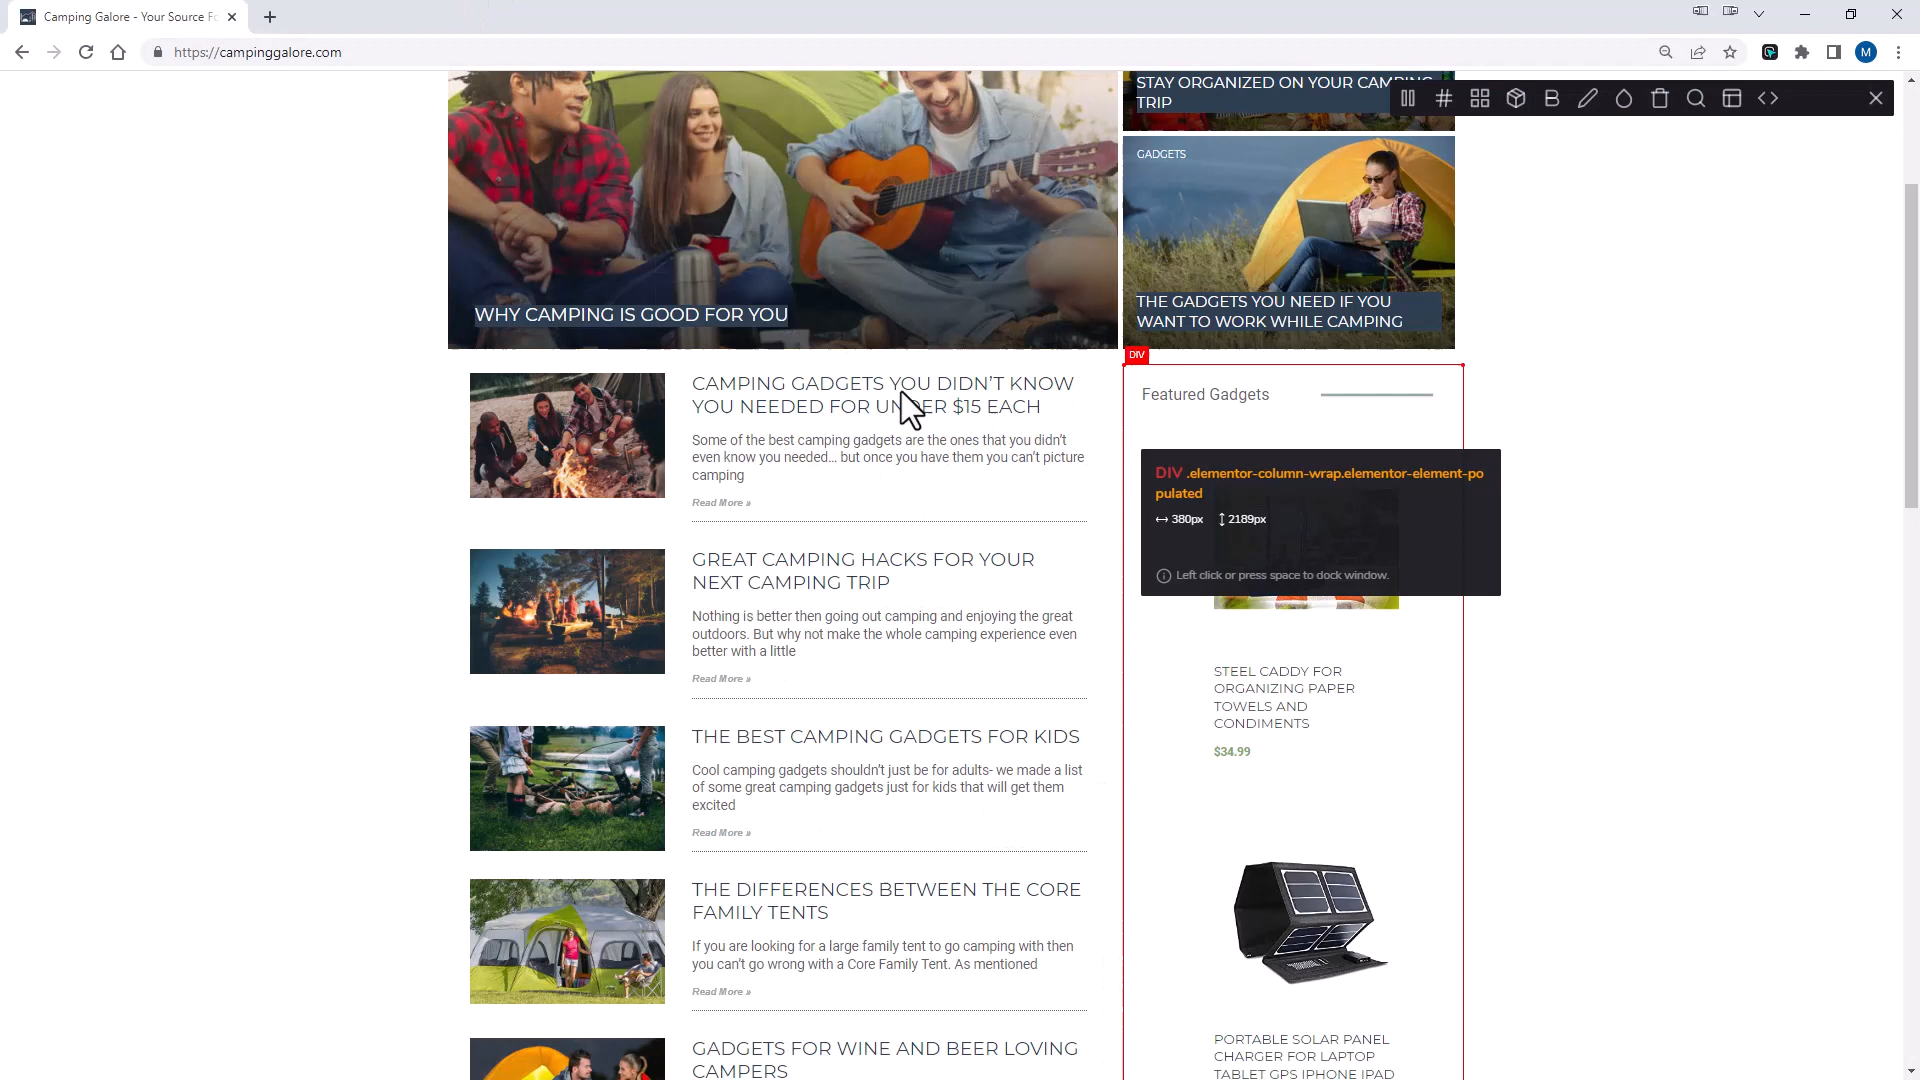 Camping Galore - Your Source Fo
https://campinggalore.com
M
STAY ORGANIZED ON YOUR CAMPING
TRIP
GADGETS
THE GADGETS YOU NEED IF YOU
WANT TO WORK WHILE CAMPING
WHY CAMPING IS GOOD FOR YOU
CAMPING GADGETS YOU DIDN’T KNOW
YOU NEEDED FOR UNDER $15 EACH
Some of the best camping gadgets are the ones that you didn’t
even know you needed... but once you have them you can’t picture
camping
Read More »
GREAT CAMPING HACKS FOR YOUR
NEXT CAMPING TRIP
Nothing is better then going out camping and enjoying the great
outdoors. But why not make the whole camping experience even
better with a little
Read More »
THE BEST CAMPING GADGETS FOR KIDS
Cool camping gadgets shouldn’t just be for adults- we made a list
of some great camping gadgets just for kids that will get them
excited
Read More »
THE DIFFERENCES BETWEEN THE CORE
FAMILY TENTS
If you are looking for a large family tent to go camping with then
you can’t go wrong with a Core Family Tent. As mentioned
Read More »
GADGETS FOR WINE AND BEER LOVING
CAMPERS
DIV
Featured Gadgets
DIV .elementor-column-wrap.elementor-element-po
pulated
380px 2189px
Left click or press space to dock window.
STEEL CADDY FOR
ORGANIZING PAPER
TOWELS AND
CONDIMENTS
$34.99
PORTABLE SOLAR PANEL
CHARGER FOR LAPTOP
TABLET GPS IPHONE IPAD